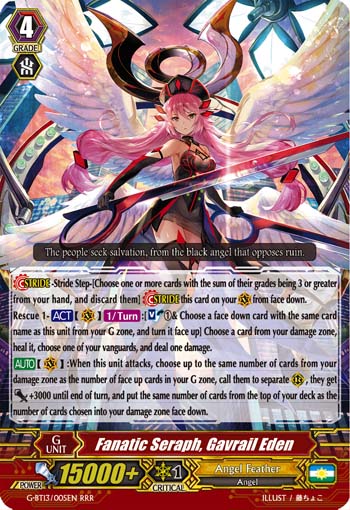 4
GRADE
The people seek salvation, from the black angel that opposes ruin.
STRIDE -Stride Step-[Choose one or more cards with the sum of their grades being 3 or greater
from your hand, and discard them] STRIDE this card on your from face down.
Rescue 1- ACT【 】 1/Turn :[ ① & Choose a face down card with the same card
name as this unit from your G zone, and turn it face up] Choose a card from your damage zone,
heal it, choose one of your vanguards, and deal one damage.
AUTO【 】:When this unit attacks, choose up to the same number of cards from your
damage zone as the number of face up cards in your G zone, call them to separate , they get
+3000 until end of turn, and put the same number of cards from the top of your deck as the
number of cards chosen into your damage zone face down.
G
UNIT
Fanatic Seraph, Gavrail Eden
POWER
15000+
1
CRITICAL
Angel Feather
Angel
G-BT13/005EN RRR
ILLUST / 藤ちょこ